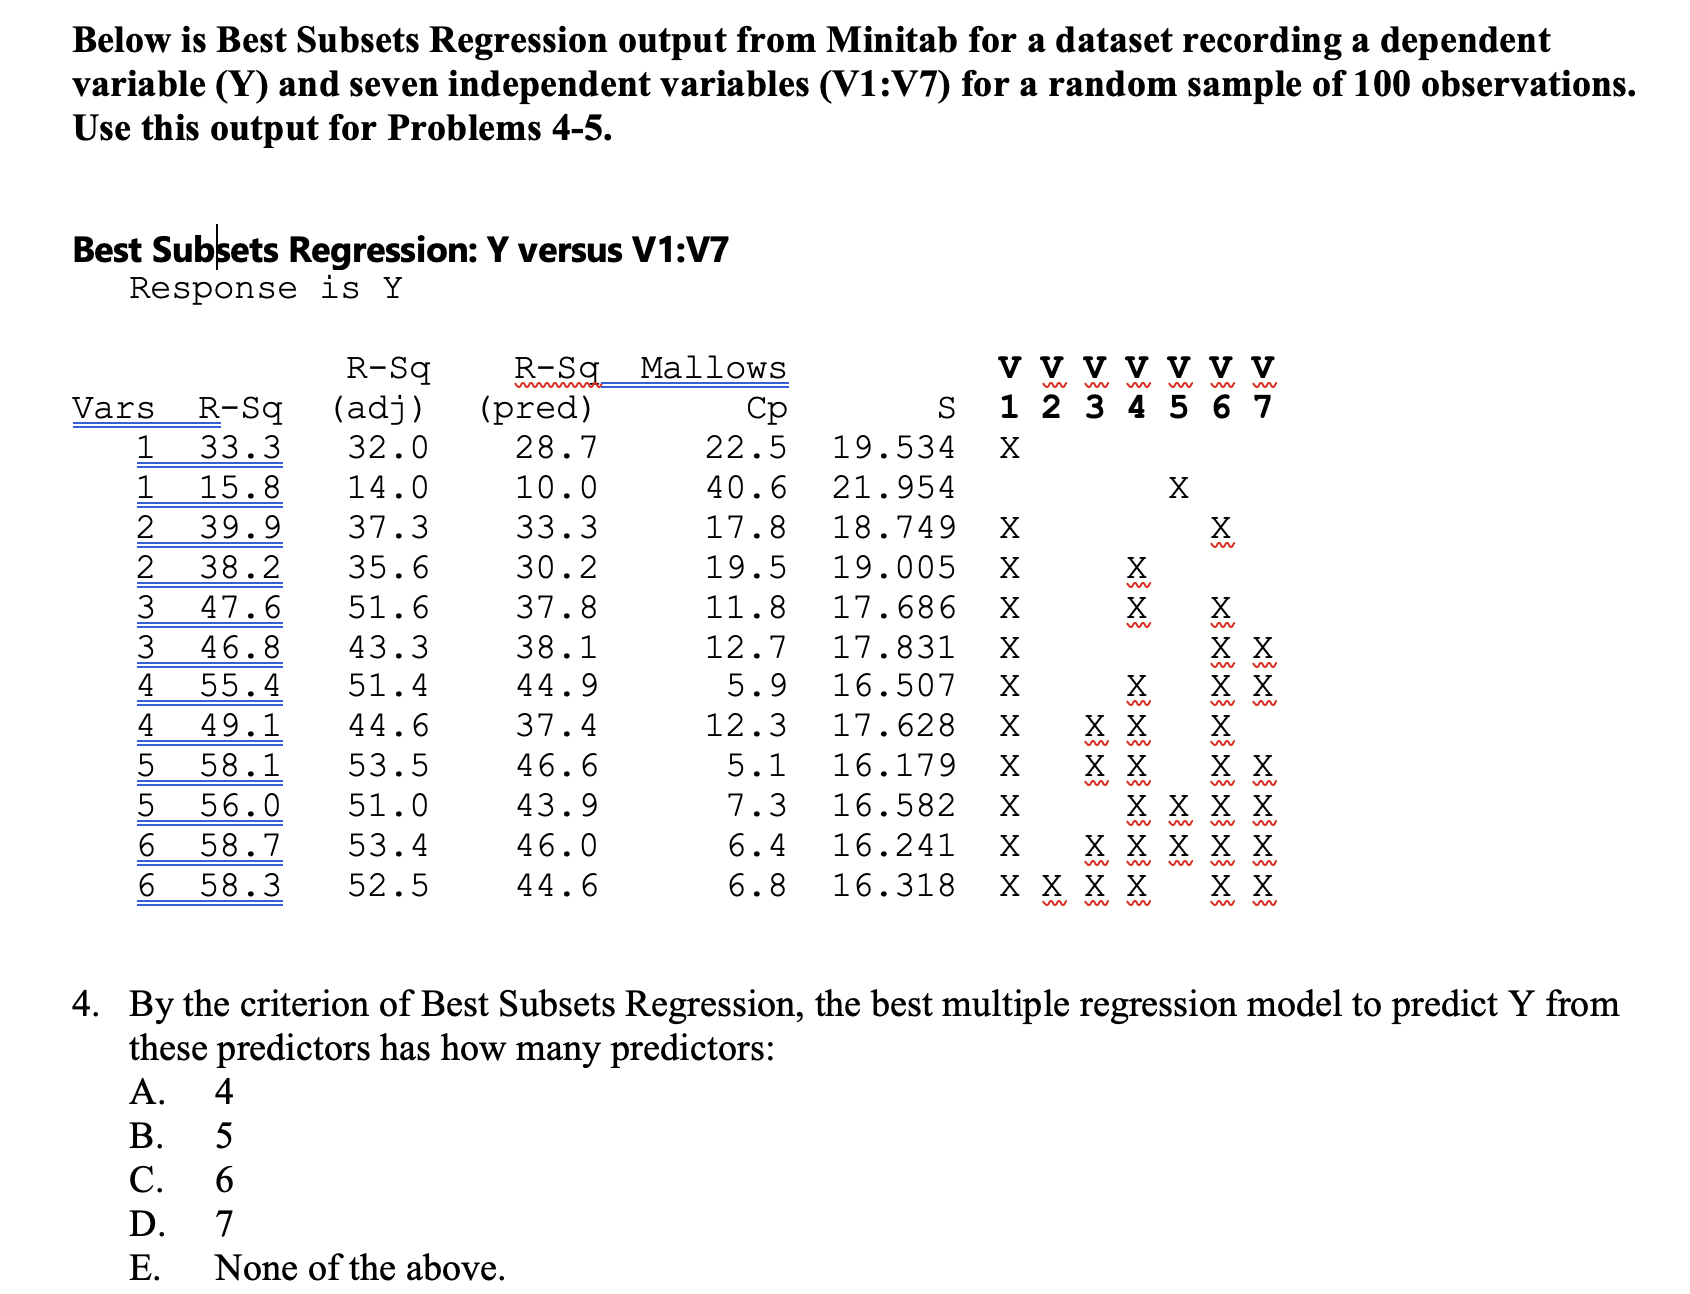 Below is Best Subsets Regression output from Minitab for a dataset recording a dependent
variable (Y) and seven independent variables (V1:V7) for a random sample of 100 observations.
Use this output for Problems 4-5.
Best Subsets Regression: Y versus V1:V7
Response is Y
R-Sq R-Sq Mallows V V V V V V V
Vars R-Sq (adj) (pred) Cp S 1 2 3 4 5 6 7
1 33.3 32.0 28.7 22.5 19.534 X
1 15.8 14.0 10.0 40.6 21.954 X
2 39.9 37.3 33.3 17.8 18.749 X X
2 38.2 35.6 30.2 19.5 19.005 X X
3 47.6 51.6 37.8 11.8 17.686 X X X
3 46.8 43.3 38.1 12.7 17.831 X X X
4 55.4 51.4 44.9 5.9 16.507 X X X X
4 49.1 44.6 37.4 12.3 17.628 X X X X
5 58.1 53.5 46.6 5.1 16.179 X X X X X
5 56.0 51.0 43.9 7.3 16.582 X X X X X
6 58.7 53.4 46.0 6.4 16.241 X X X X X X
6 58.3 52.5 44.6 6.8 16.318 X X X X X X
4. By the criterion of Best Subsets Regression, the best multiple regression model to predict Y from
these predictors has how many predictors:
A. 4
B. 5
C. 6
D. 7
E. None of the above.